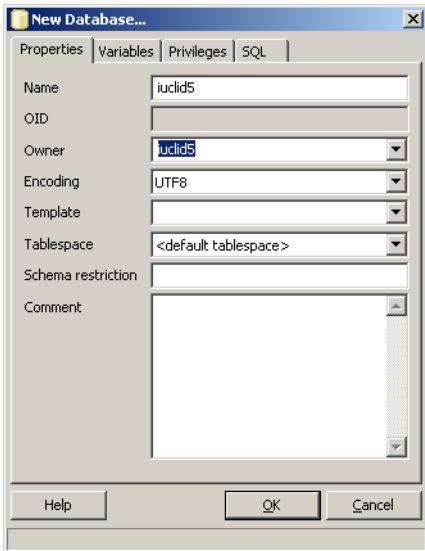 New Database...
Properties Variables Privileges SQL
Name iuclid5
OID
Owner iuclid5
Encoding UTF8
Template
Tablespace <default tablespace>
Schema restriction
Comment
Help OK Cancel